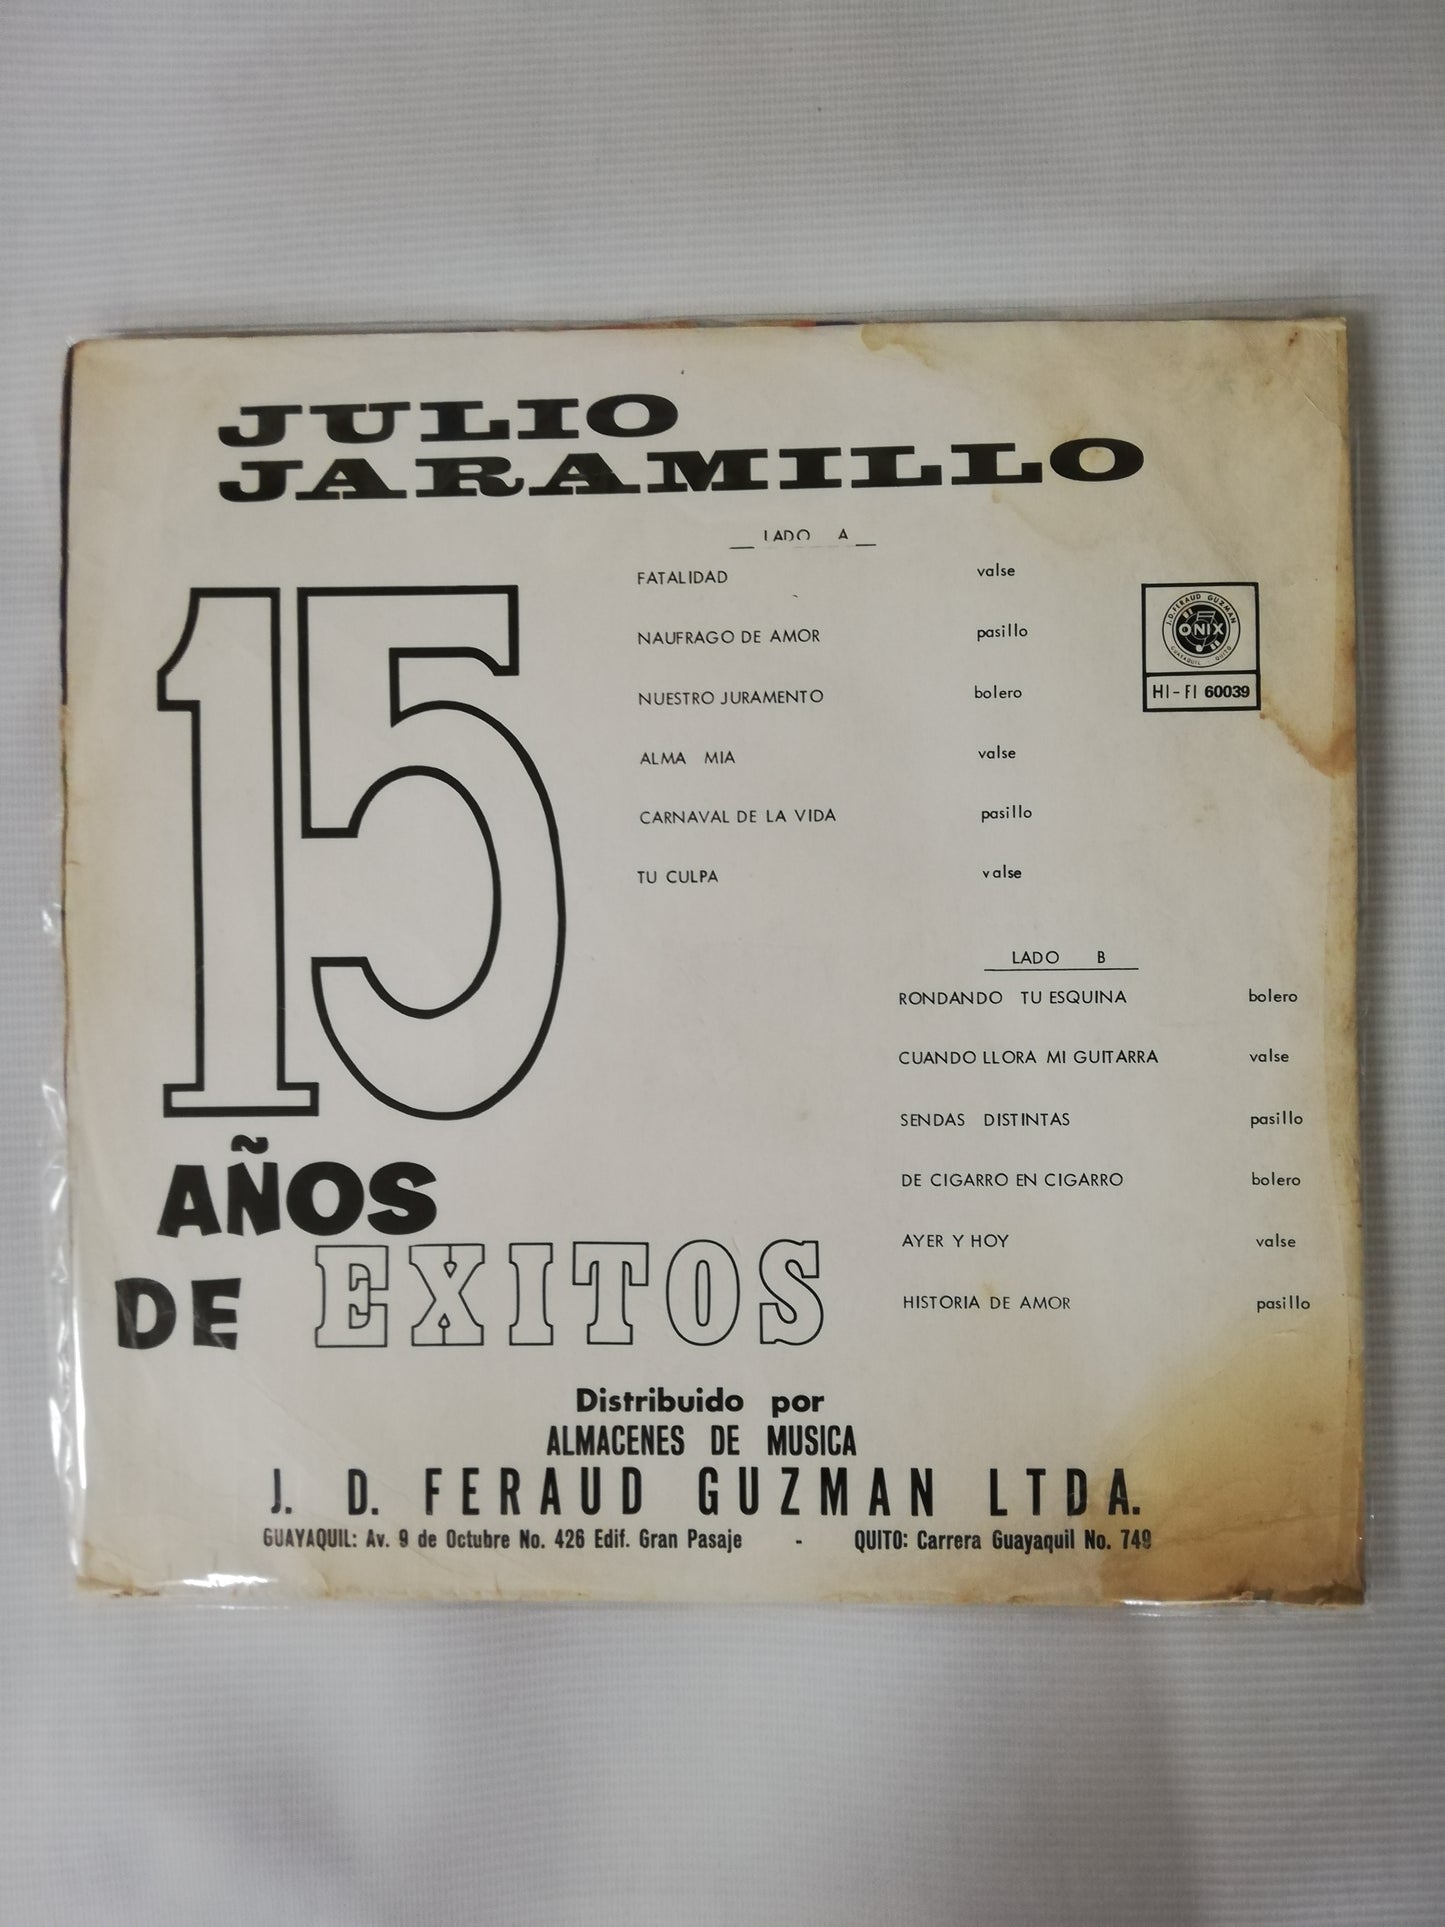 JULIO
JARAMILLO
LADO A
FATALIDAD valse
NAUFRAGO DE AMOR pasillo
NUESTRO JURAMENTO bolero
ALMA MIA valse
CARNAVAL DE LA VIDA pasillo
TU CULPA valse
J.D. FERAUD GUZMAN
ONIX
GUAYAQUIL - QUITO
HI-FI 60039
LADO B
RONDANDO TU ESQUINA bolero
CUANDO LLORA MI GUITARRA valse
SENDAS DISTINTAS pasillo
DE CIGARRO EN CIGARRO bolero
AYER Y HOY valse
HISTORIA DE AMOR pasillo
15
AÑOS
DE EXITOS
Distribuido por
ALMACENES DE MUSICA
J. D. FERAUD GUZMAN LTDA.
GUAYAQUIL: Av. 9 de Octubre No. 426 Edif. Gran Pasaje - QUITO: Carrera Guayaquil No. 749